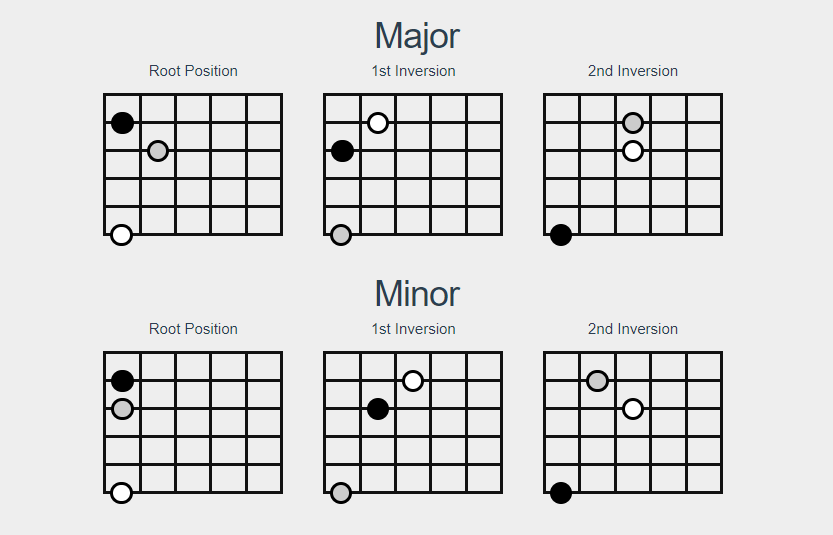 Major
Root Position
1st Inversion
2nd Inversion
Minor
Root Position
1st Inversion
2nd Inversion